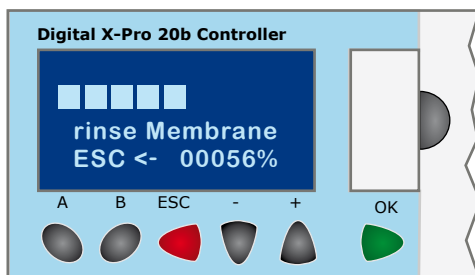 Digital X-Pro 20b Controller
rinse Membrane
ESC <- 00056%
A B ESC - + OK